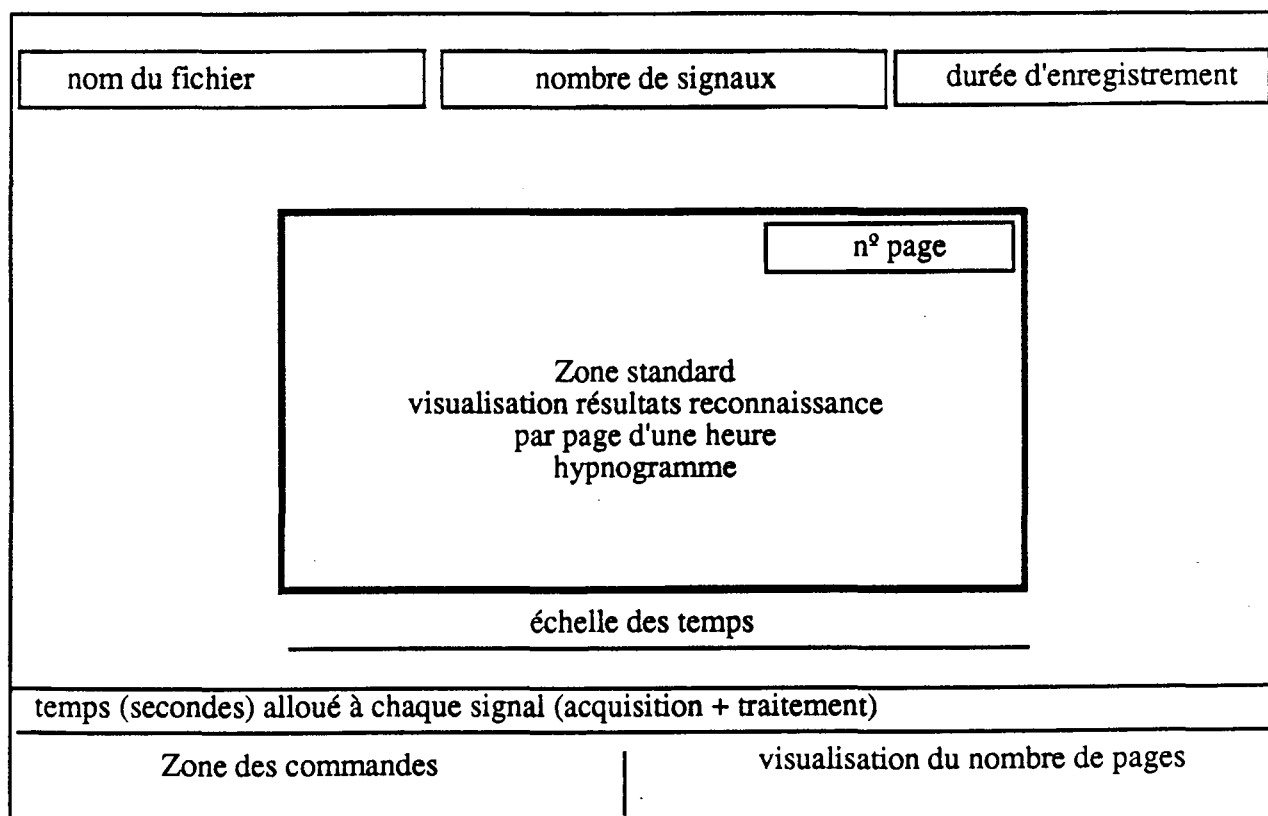 nom du fichier
nombre de signaux
durée d'enregistrement
nº page
Zone standard
visualisation résultats reconnaissance
par page d'une heure
hypnogramme
échelle des temps
temps (secondes) alloué à chaque signal (acquisition + traitement)
Zone des commandes
visualisation du nombre de pages